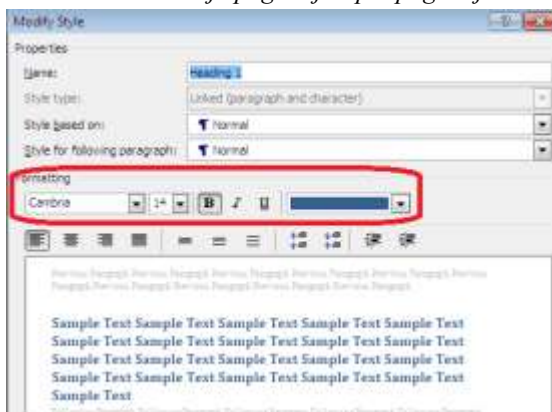 Modify Style
Properties
Name: Heading 1
Style type: Linked (paragraph and character)
Style based on: ¶ Normal
Style for following paragraph: ¶ Normal
Formatting
Cambria 14 B I U
Sample Text Sample Text Sample Text Sample Text Sample Text
Sample Text Sample Text Sample Text Sample Text Sample Text
Sample Text Sample Text Sample Text Sample Text Sample Text
Sample Text Sample Text Sample Text Sample Text Sample Text
Sample Text